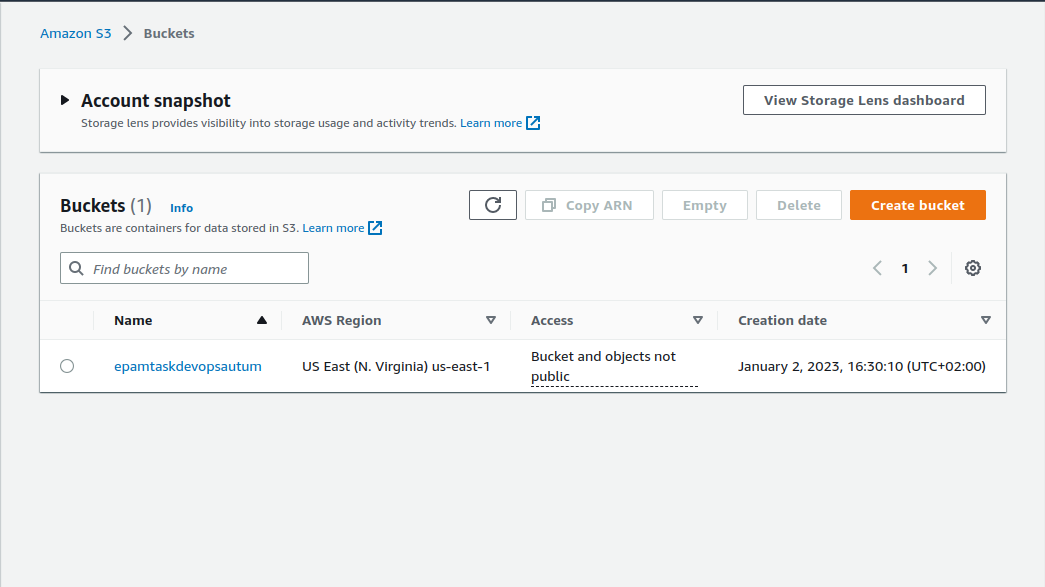 Amazon S3 > Buckets
Account snapshot
View Storage Lens dashboard
Storage lens provides visibility into storage usage and activity trends. Learn more
Buckets (1) Info
Copy ARN Empty Delete Create bucket
Buckets are containers for data stored in S3. Learn more
Find buckets by name
1
Name AWS Region Access Creation date
epamtaskdevopsautum US East (N. Virginia) us-east-1 Bucket and objects not January 2, 2023, 16:30:10 (UTC+02:00)
public